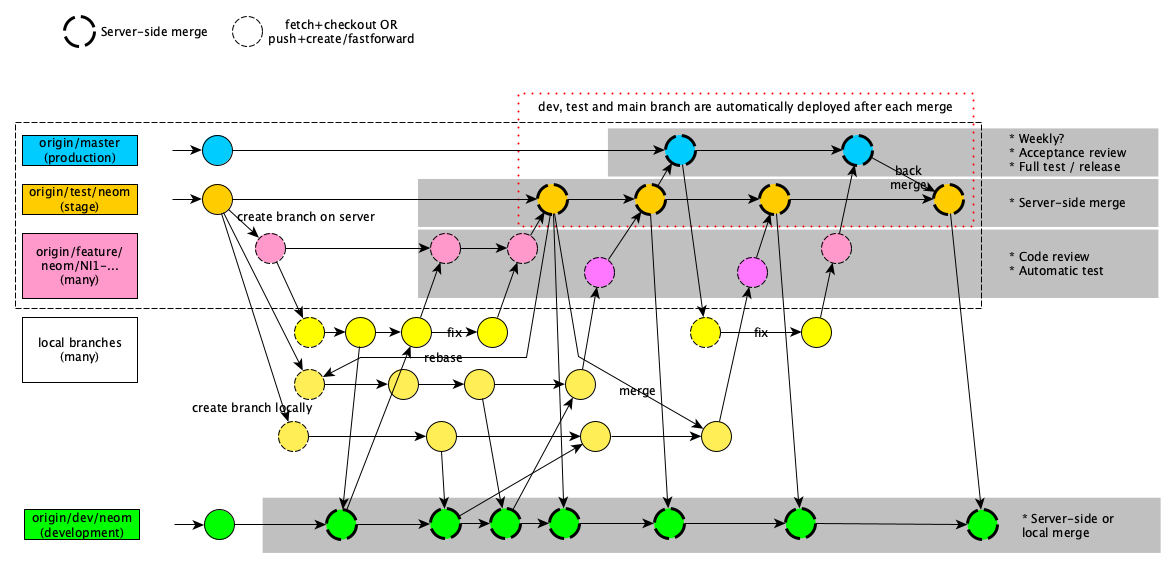 Server-side merge
fetch+checkout OR
push+create/fastforward
dev, test and main branch are automatically deployed after each merge
origin/master
(production)
* Weekly?
* Acceptance review
* Full test / release
back
merge
origin/test/neom
(stage)
* Server-side merge
create branch on server
origin/feature/
neom/NI1-...
(many)
* Code review
* Automatic test
local branches
(many)
fix
fix
rebase
merge
create branch locally
origin/dev/neom
(development)
* Server-side or
local merge